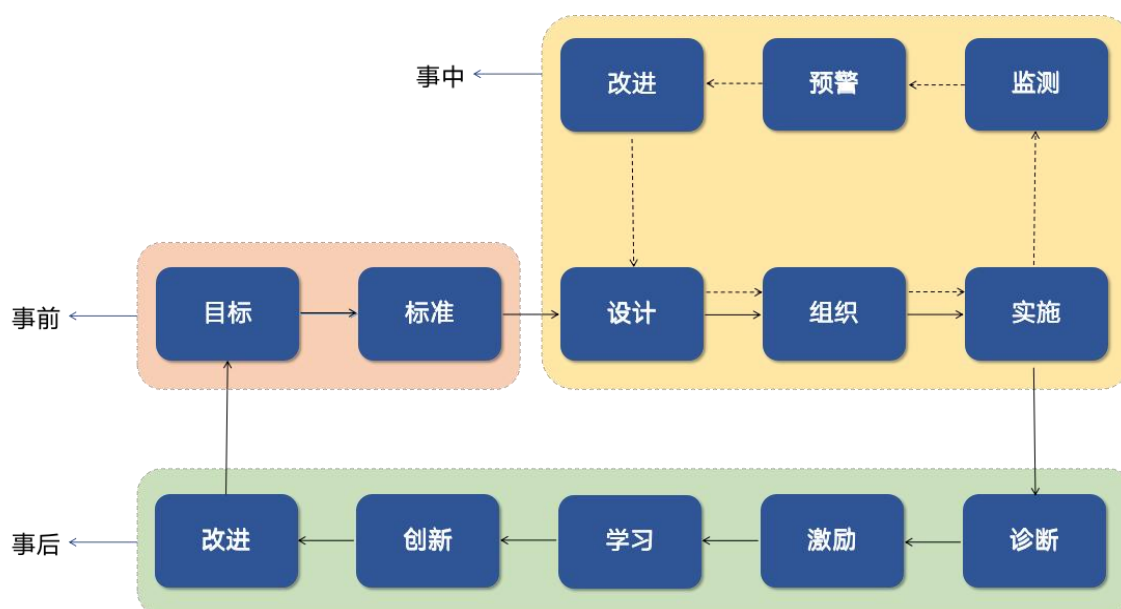 事中
改进
预警
监测
事前
目标
标准
设计
组织
实施
事后
改进
创新
学习
激励
诊断